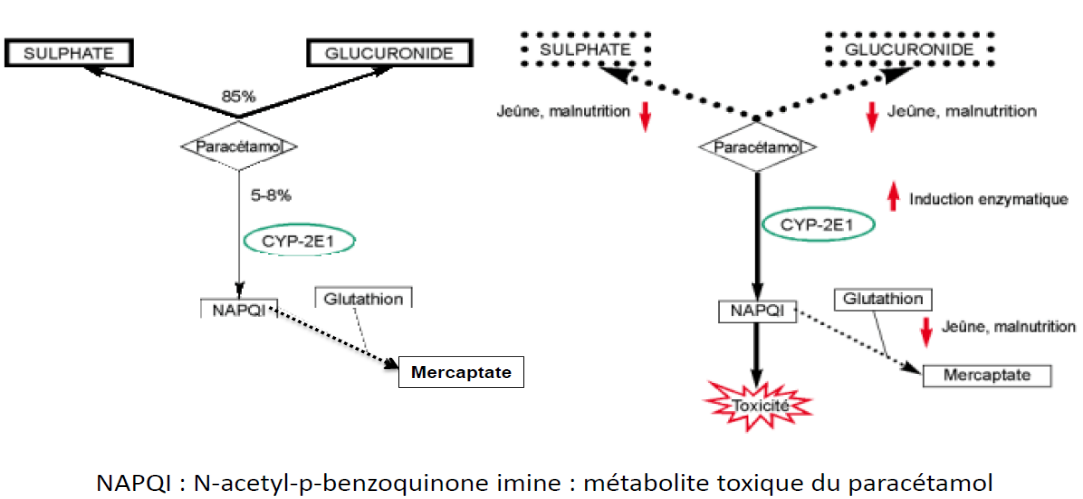 SULPHATE
GLUCURONIDE
85%
Paracétamol
5-8%
CYP-2E1
NAPQI
Glutathion
Mercaptate
SULPHATE
GLUCURONIDE
Jeûne, malnutrition
Jeûne, malnutrition
Paracétamol
Induction enzymatique
CYP-2E1
NAPQI
Glutathion
Jeûne, malnutrition
Mercaptate
Toxicité
NAPQI : N-acetyl-p-benzoquinone imine : métabolite toxique du paracétamol